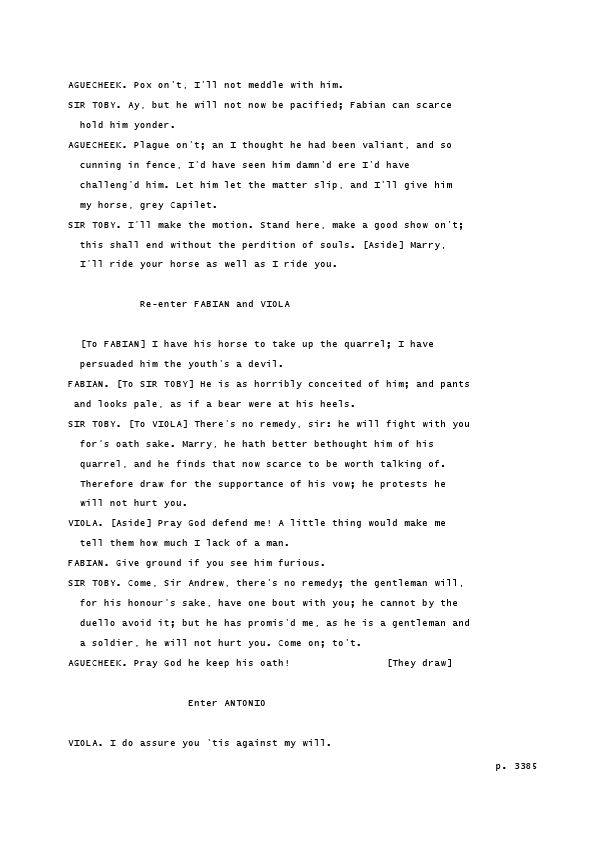 AGUECHEEK. Pox on't, I'll not meddle with him.
SIR TOBY. Ay, but he will not now be pacified; Fabian can scarce
hold him yonder.
AGUECHEEK. Plague on't; an I thought he had been valiant, and so
cunning in fence, I'd have seen him damn'd ere I'd have
challeng'd him. Let him let the matter slip, and I'll give him
my horse, grey Capilet.
SIR TOBY. I'll make the motion. Stand here, make a good show on't;
this shall end without the perdition of souls. [Aside] Marry,
I'll ride your horse as well as I ride you.
Re-enter FABIAN and VIOLA
[To FABIAN] I have his horse to take up the quarrel; I have
persuaded him the youth's a devil.
FABIAN. [To SIR TOBY] He is as horribly conceited of him; and pants
and looks pale, as if a bear were at his heels.
SIR TOBY. [To VIOLA] There's no remedy, sir: he will fight with you
for's oath sake. Marry, he hath better bethought him of his
quarrel, and he finds that now scarce to be worth talking of.
Therefore draw for the supportance of his vow; he protests he
will not hurt you.
VIOLA. [Aside] Pray God defend me! A little thing would make me
tell them how much I lack of a man.
FABIAN. Give ground if you see him furious.
SIR TOBY. Come, Sir Andrew, there's no remedy; the gentleman will,
for his honour's sake, have one bout with you; he cannot by the
duello avoid it; but he has promis'd me, as he is a gentleman and
a soldier, he will not hurt you. Come on; to't.
AGUECHEEK. Pray God he keep his oath! [They draw]
Enter ANTONIO
VIOLA. I do assure you 'tis against my will.
p. 3385